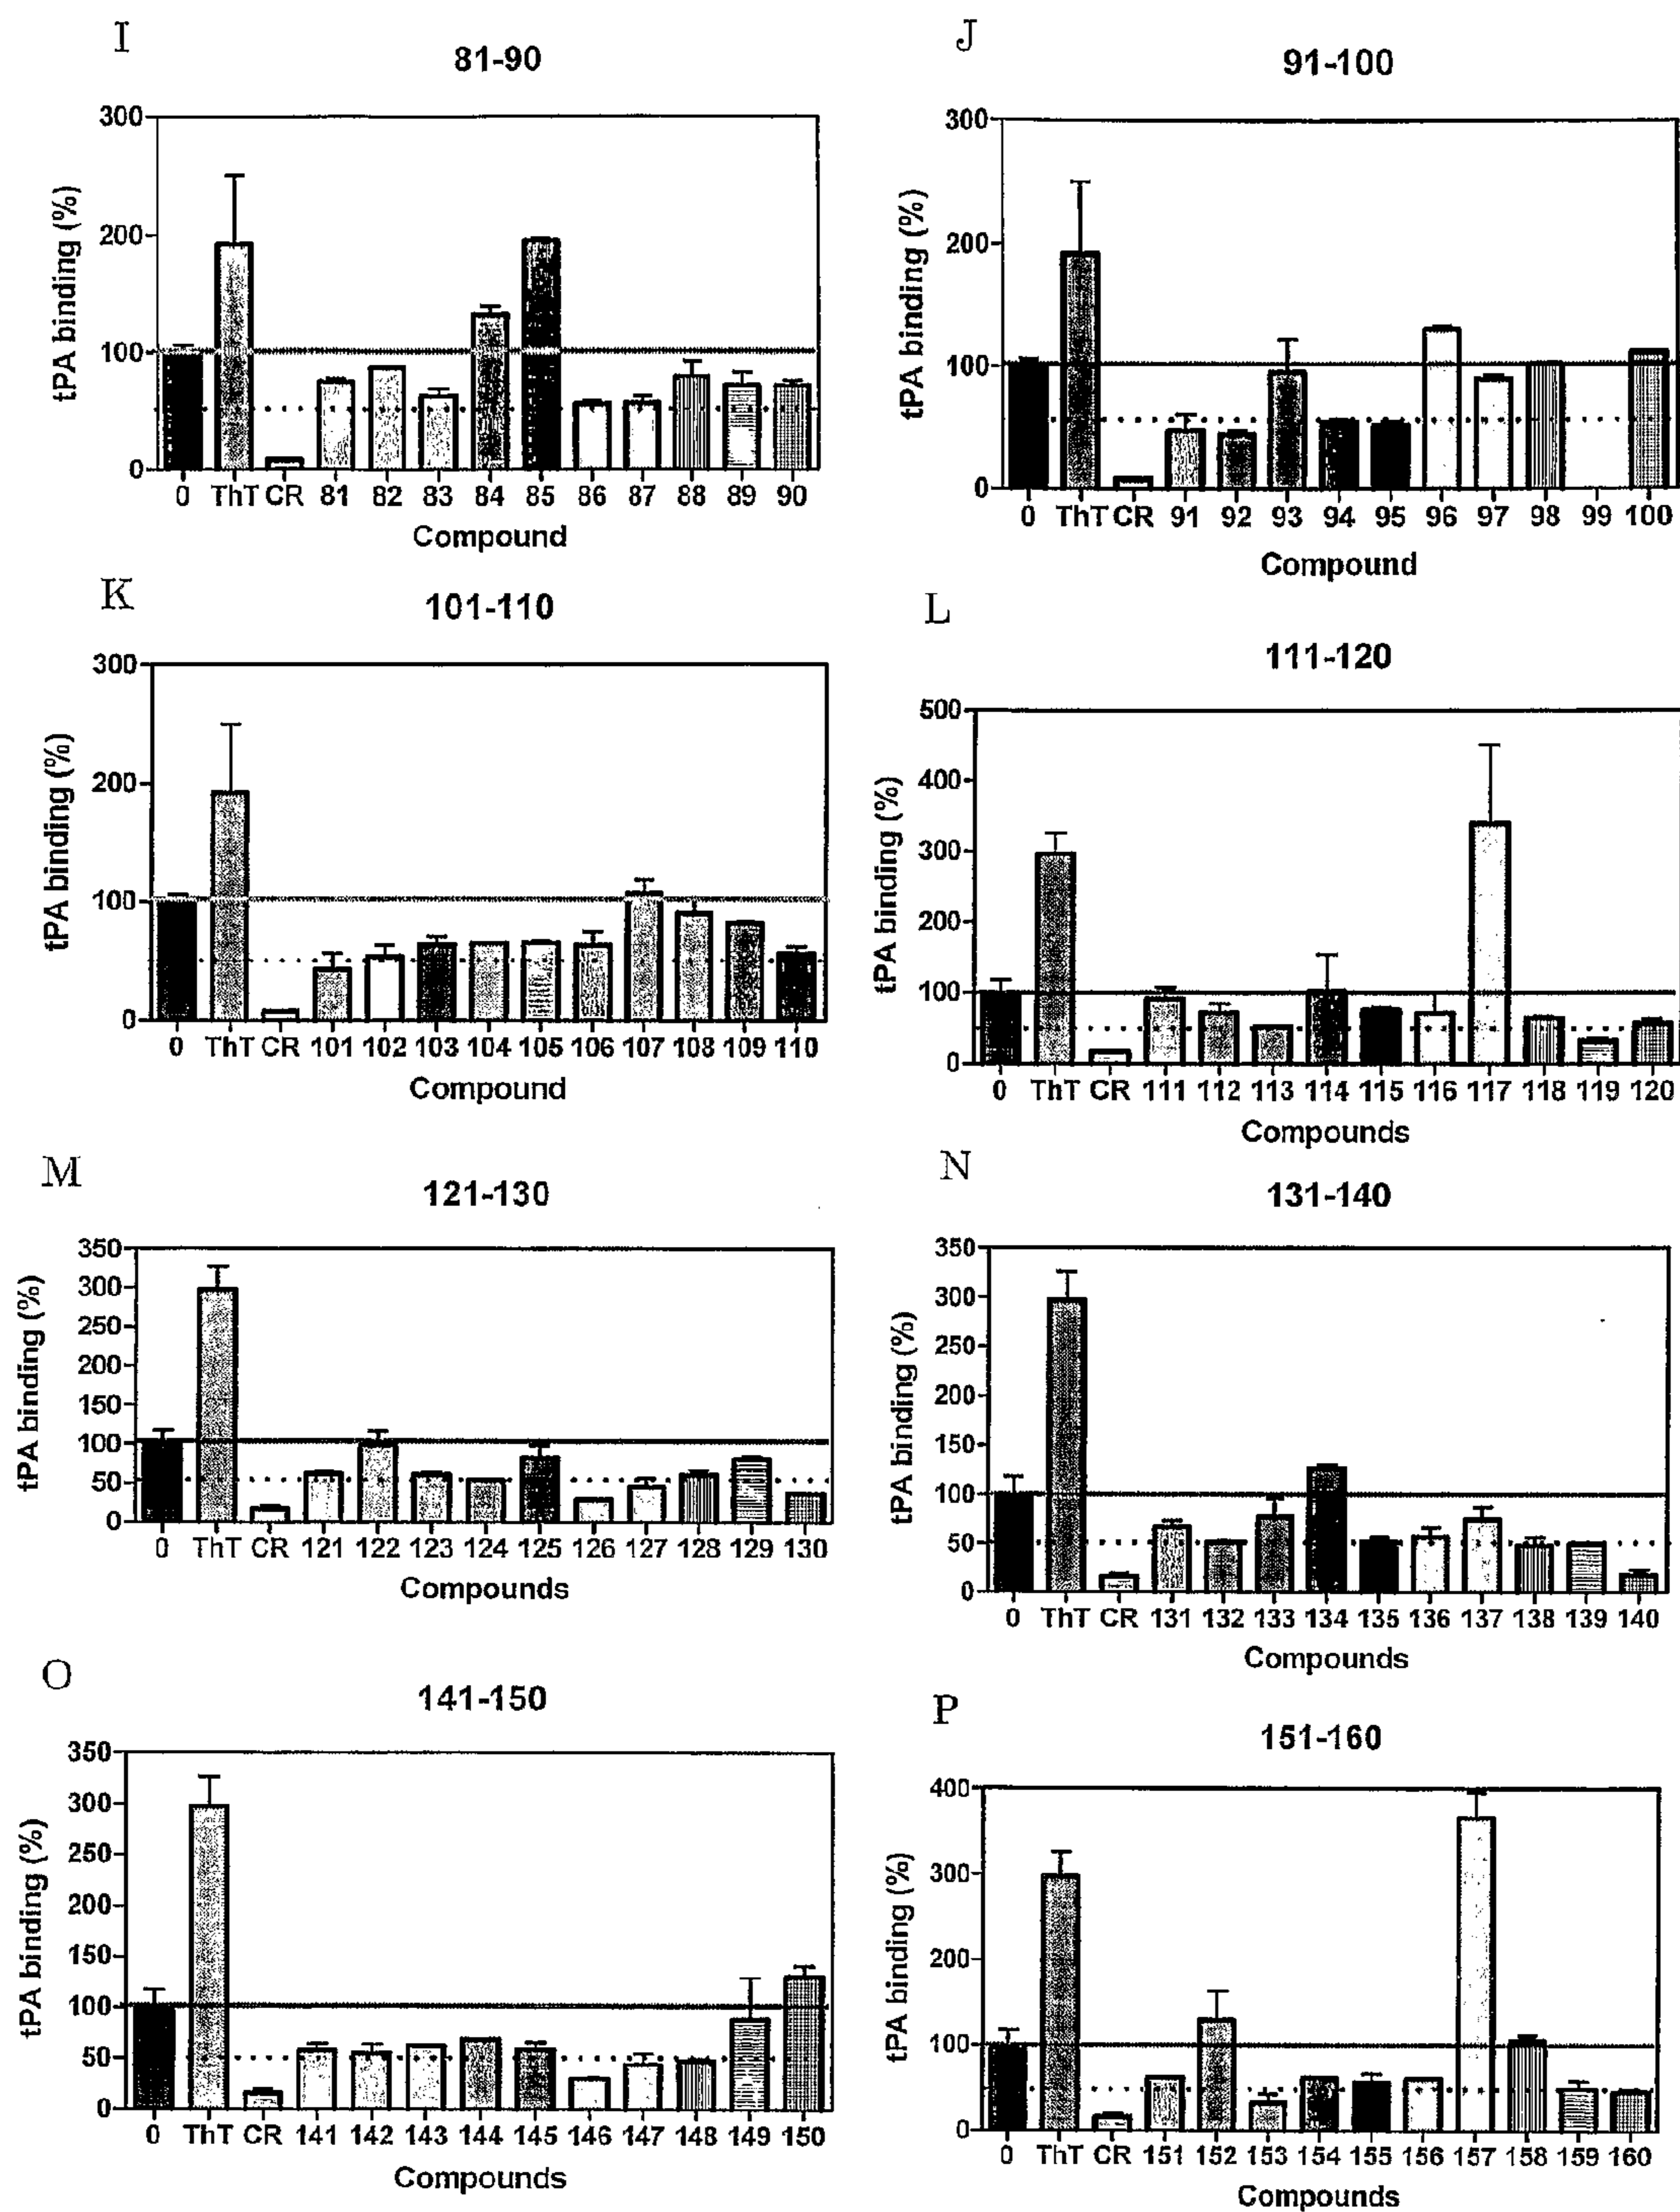 I
81-90
300
200
100
0
tPA binding (%)
0 ThT CR 81 82 83 84 85 86 87 88 89 90
Compound
J
91-100
300
200
100
0
tPA binding (%)
0 ThT CR 91 92 93 94 95 96 97 98 99 100
Compound
K
101-110
300
200
100
0
tPA binding (%)
0 ThT CR 101 102 103 104 105 106 107 108 109 110
Compound
L
111-120
500
400
300
200
100
0
tPA binding (%)
0 ThT CR 111 112 113 114 115 116 117 118 119 120
Compounds
M
121-130
350
300
250
200
150
100
50
0
tPA binding (%)
0 ThT CR 121 122 123 124 125 126 127 128 129 130
Compounds
N
131-140
350
300
250
200
150
100
50
0
tPA binding (%)
0 ThT CR 131 132 133 134 135 136 137 138 139 140
Compounds
O
141-150
350
300
250
200
150
100
50
0
tPA binding (%)
0 ThT CR 141 142 143 144 145 146 147 148 149 150
Compounds
P
151-160
400
300
200
100
0
tPA binding (%)
0 ThT CR 151 152 153 154 155 156 157 158 159 160
Compounds